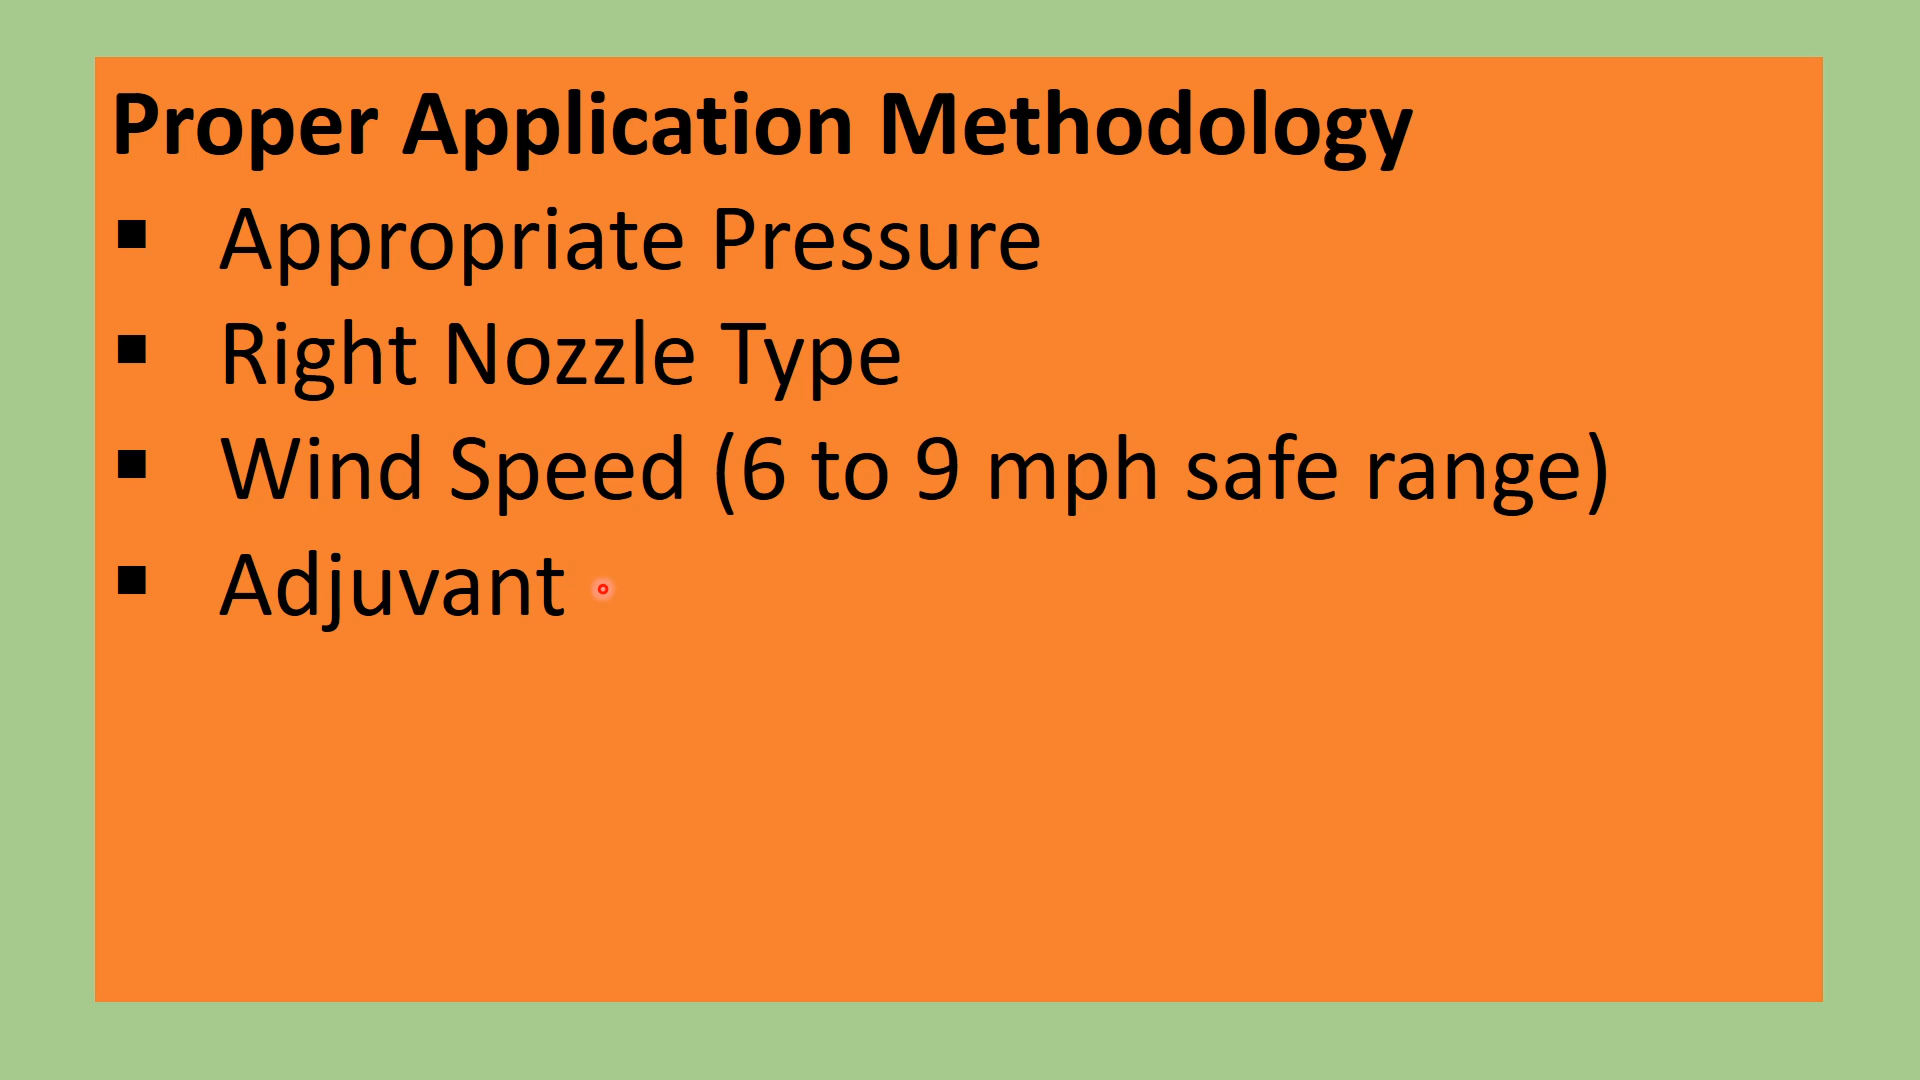 Proper Application Methodology
▪ Appropriate Pressure
▪ Right Nozzle Type
▪ Wind Speed (6 to 9 mph safe range)
▪ Adjuvant